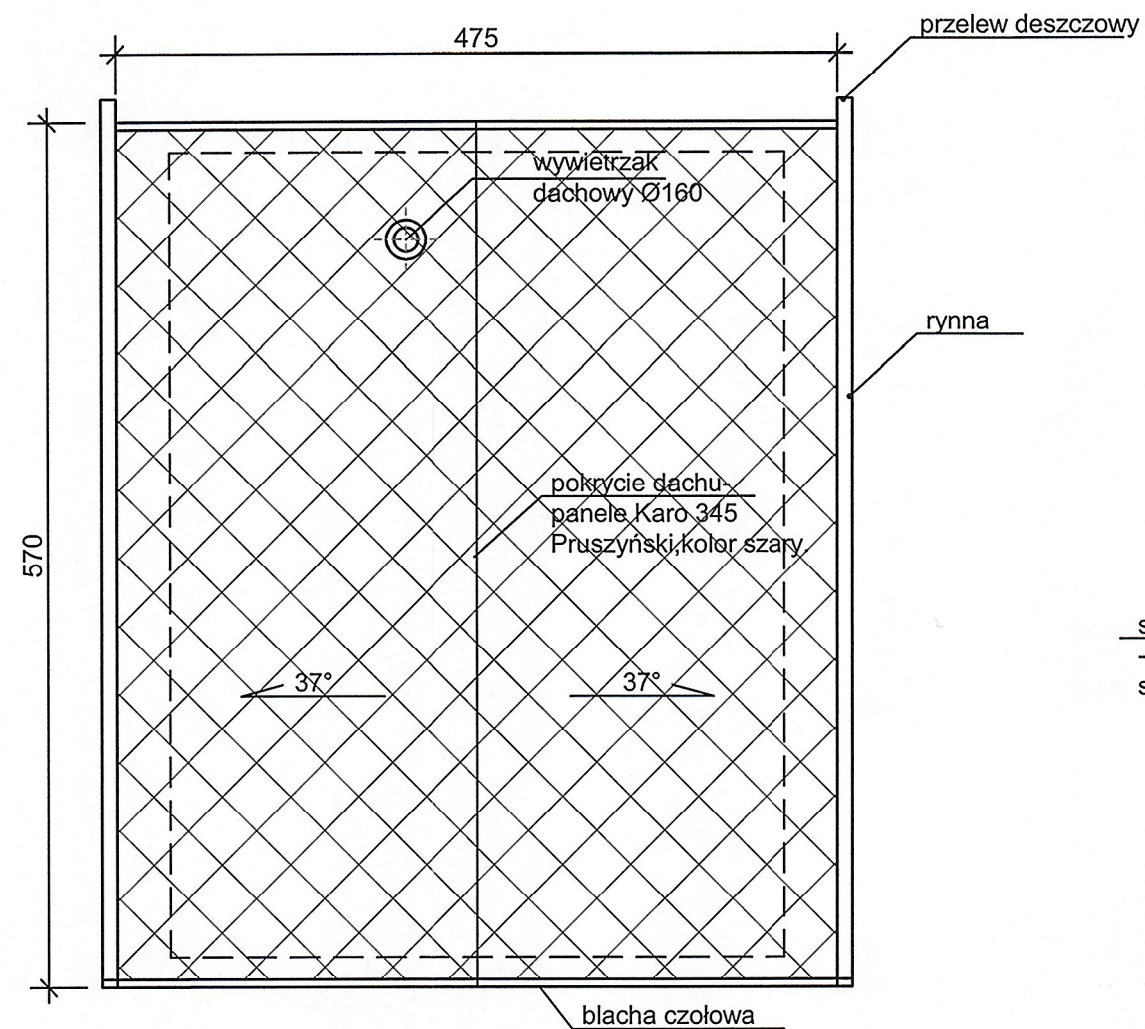 475
przelew deszczowy
wywietrzak
dachowy Ø160
rynna
pokrycie dachu-
panele Karo 345
Pruszyński,kolor szary.
570
37°
37°
s
s
blacha czołowa